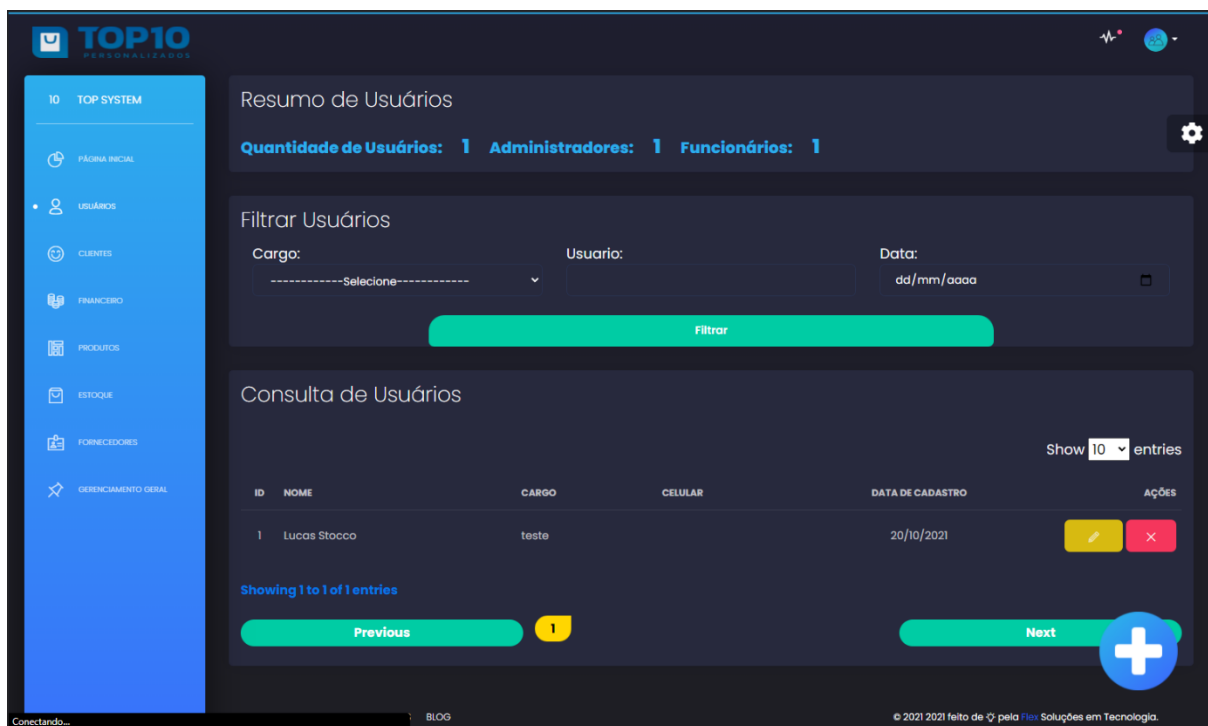 TOP10
PERSONALIZADOS
10 TOP SYSTEM
PÁGINA INICIAL
USUÁRIOS
CLIENTES
FINANCEIRO
PRODUTOS
ESTOQUE
FORNECEDORES
GERENCIAMENTO GERAL
Resumo de Usuários
Quantidade de Usuários: 1 Administradores: 1 Funcionários: 1
Filtrar Usuários
Cargo: Usuario: Data:
------------Selecione------------ dd/mm/aaaa
Filtrar
Consulta de Usuários
Show 10 entries
ID NOME CARGO CELULAR DATA DE CADASTRO AÇÕES
1 Lucas Stocco teste 20/10/2021
Showing 1 to 1 of 1 entries
Previous 1 Next
BLOG © 2021 2021 feito de pela Flex Soluções em Tecnologia.
Conectando...